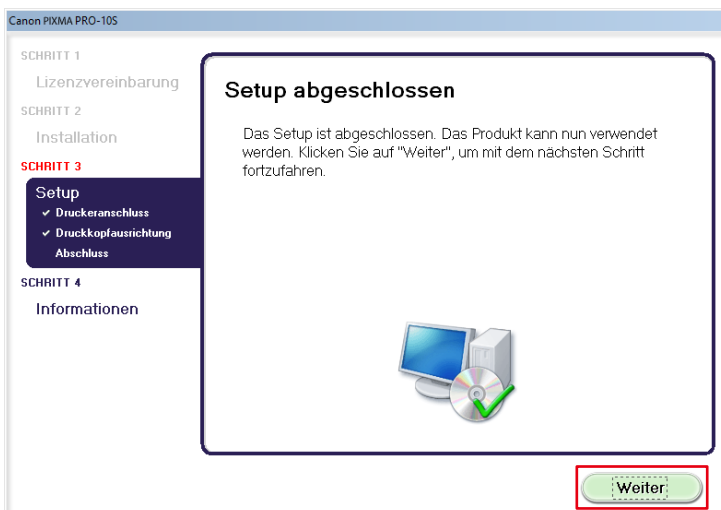 Canon PIXMA PRO-10S
SCHRITT 1
Lizenzvereinbarung
SCHRITT 2
Installation
SCHRITT 3
Setup
Druckeranschluss
Druckkopfausrichtung
Abschluss
SCHRITT 4
Informationen
Setup abgeschlossen
Das Setup ist abgeschlossen. Das Produkt kann nun verwendet
werden. Klicken Sie auf "Weiter", um mit dem nächsten Schritt
fortzufahren.
Weiter